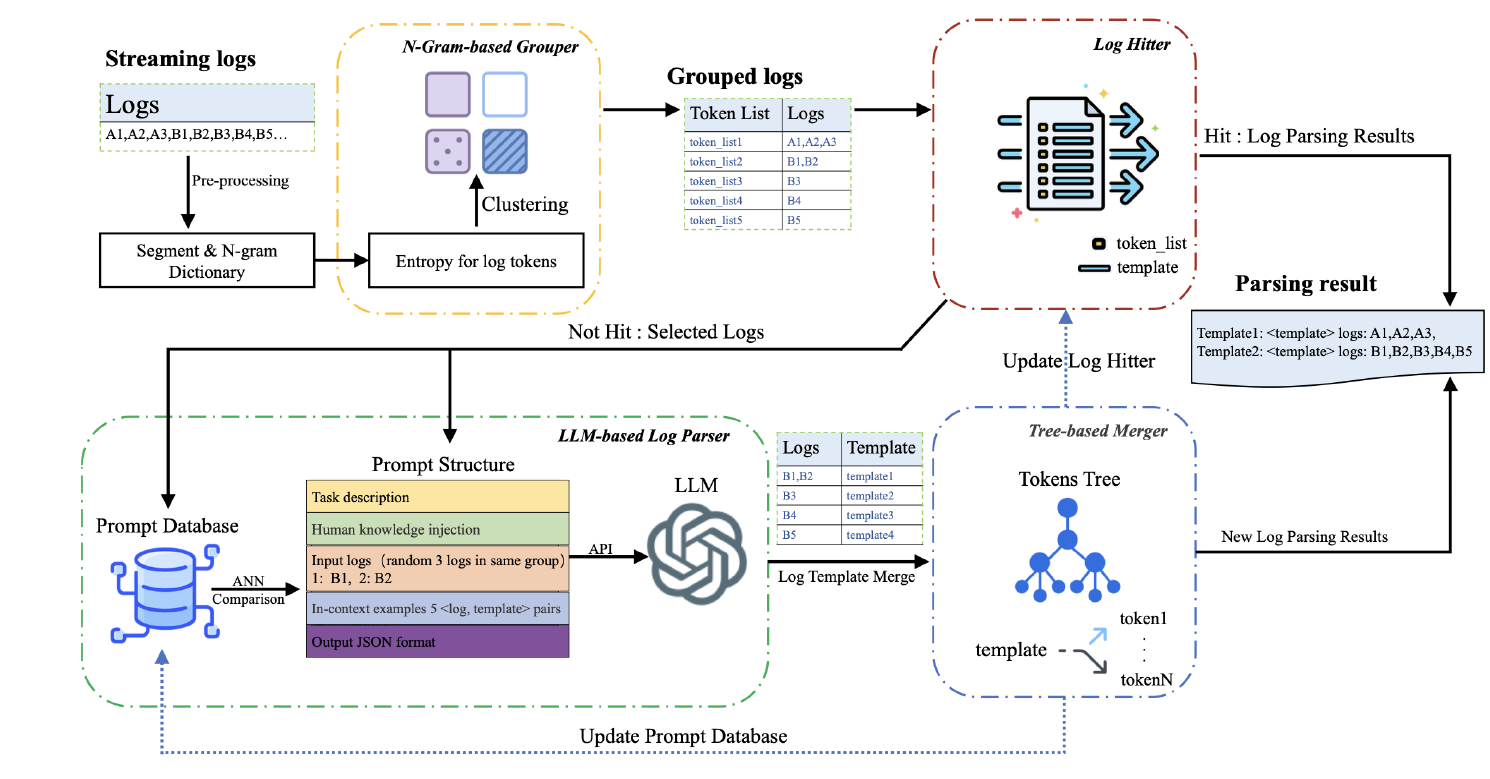 Streaming logs
Logs
A1,A2,A3,B1,B2,B3,B4,B5…
Pre-processing
Segment & N-gram
Dictionary
N-Gram-based Grouper
Clustering
Entropy for log tokens
Grouped logs
Token List Logs
token_list1 A1,A2,A3
token_list2 B1,B2
token_list3 B3
token_list4 B4
token_list5 B5
Log Hitter
token_list
template
Hit : Log Parsing Results
Parsing result
Template1: <template> logs: A1,A2,A3,
Template2: <template> logs: B1,B2,B3,B4,B5
Not Hit : Selected Logs
Update Log Hitter
LLM-based Log Parser
Prompt Database
ANN
Comparison
Prompt Structure
Task description
Human knowledge injection
Input logs (random 3 logs in same group)
1: B1, 2: B2
In-context examples 5 <log, template> pairs
Output JSON format
API
LLM
Logs Template
B1,B2 template1
B3 template2
B4 template3
B5 template4
Log Template Merge
Tree-based Merger
Tokens Tree
template
token1
.
.
.
tokenN
New Log Parsing Results
Update Prompt Database